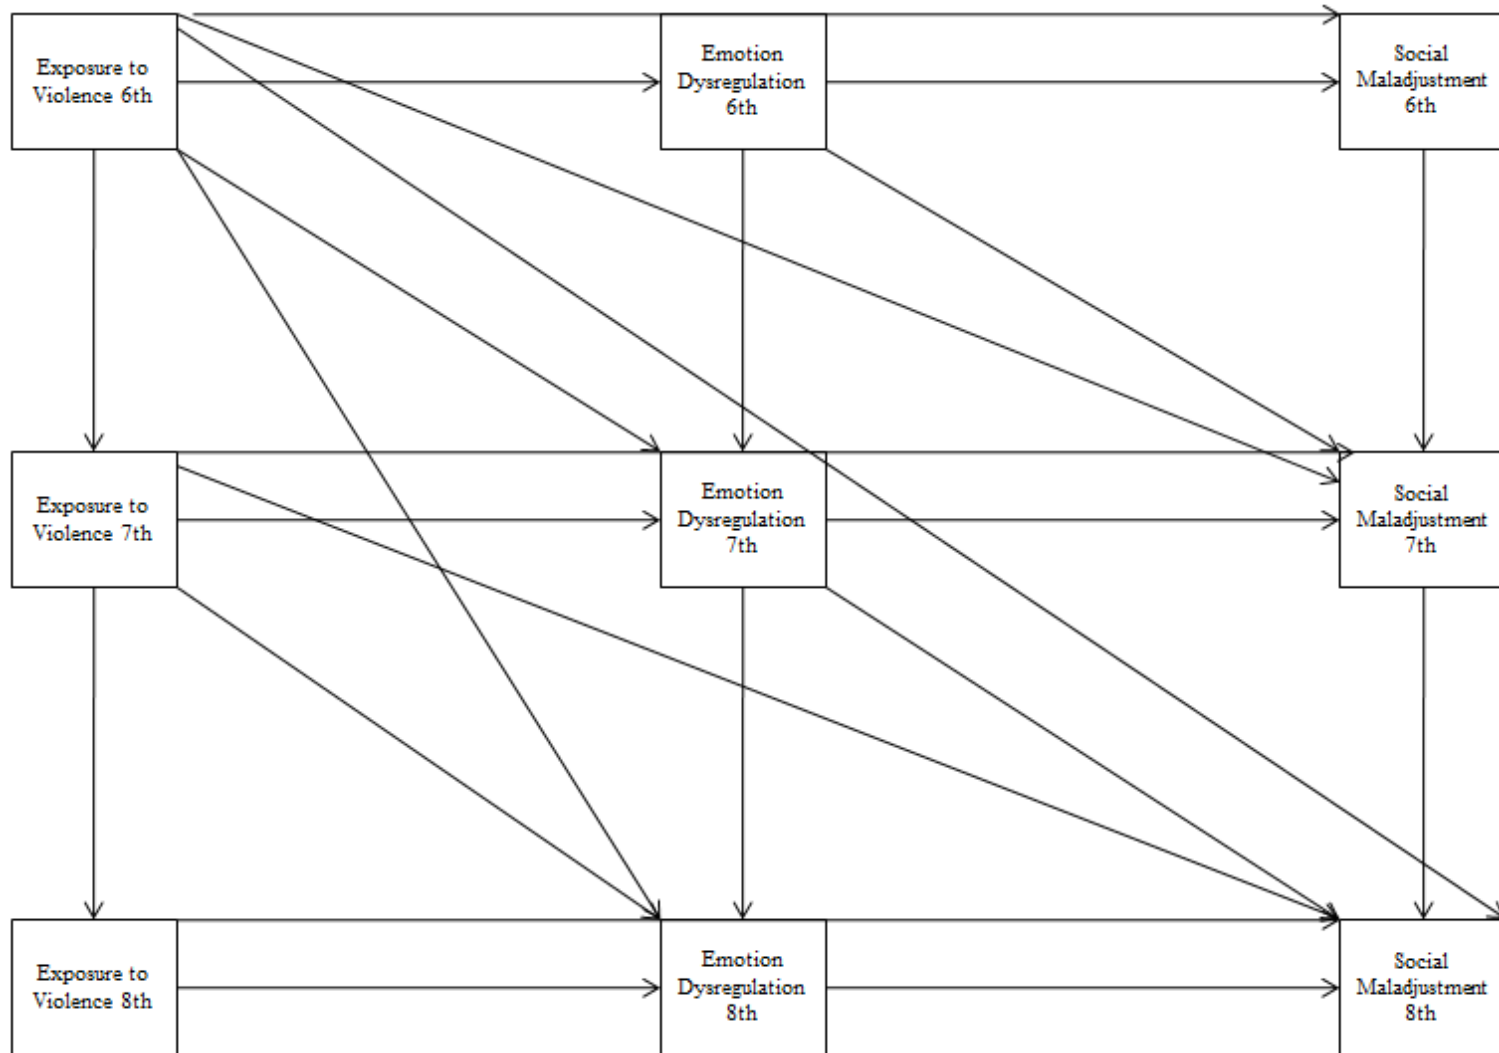 Exposure to
Violence 6th
Emotion
Dysregulation
6th
Social
Maladjustment
6th
Exposure to
Violence 7th
Emotion
Dysregulation
7th
Social
Maladjustment
7th
Exposure to
Violence 8th
Emotion
Dysregulation
8th
Social
Maladjustment
8th